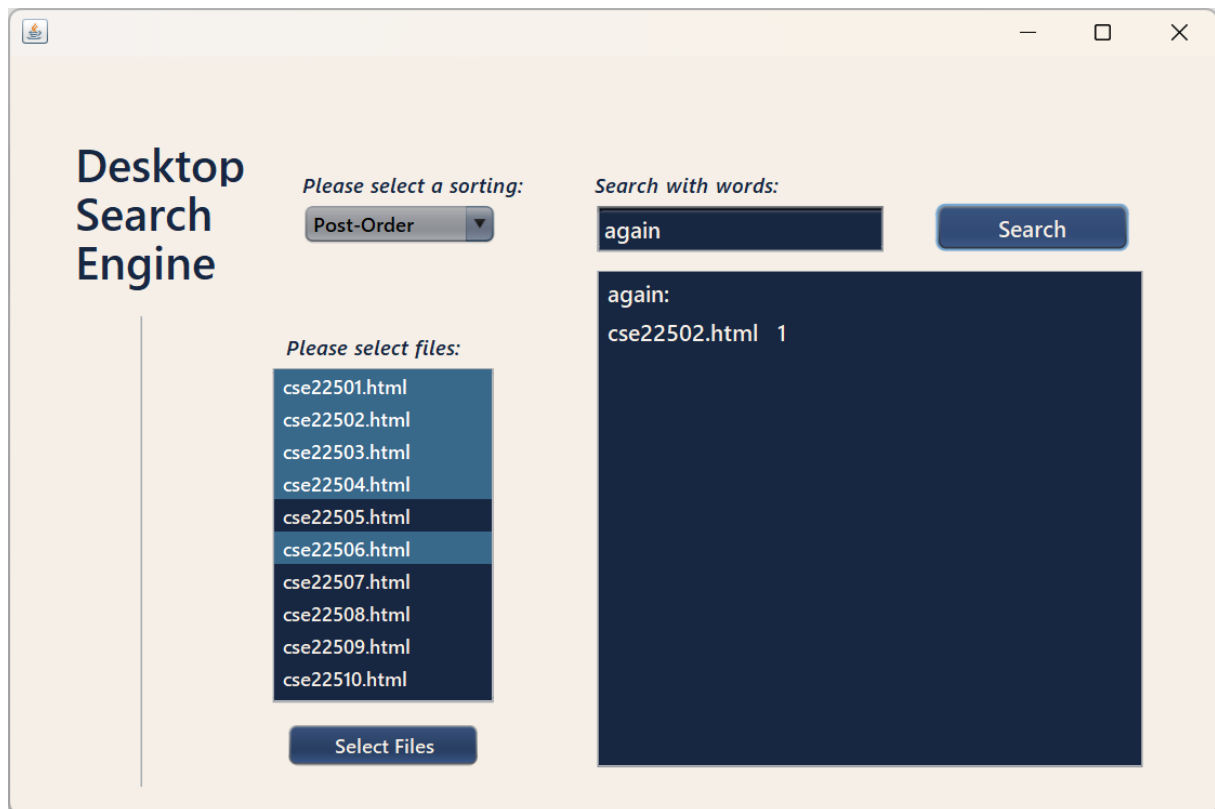 Desktop
Search
Engine
Please select a sorting:
Post-Order
Please select files:
cse22501.html
cse22502.html
cse22503.html
cse22504.html
cse22505.html
cse22506.html
cse22507.html
cse22508.html
cse22509.html
cse22510.html
Select Files
Search with words:
again
Search
again:
cse22502.html 1